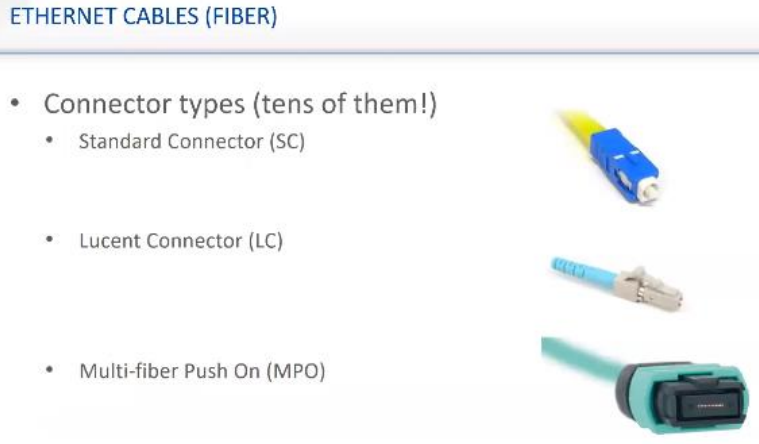 ETHERNET CABLES (FIBER)
• Connector types (tens of them!)
• Standard Connector (SC)
• Lucent Connector (LC)
• Multi-fiber Push On (MPO)